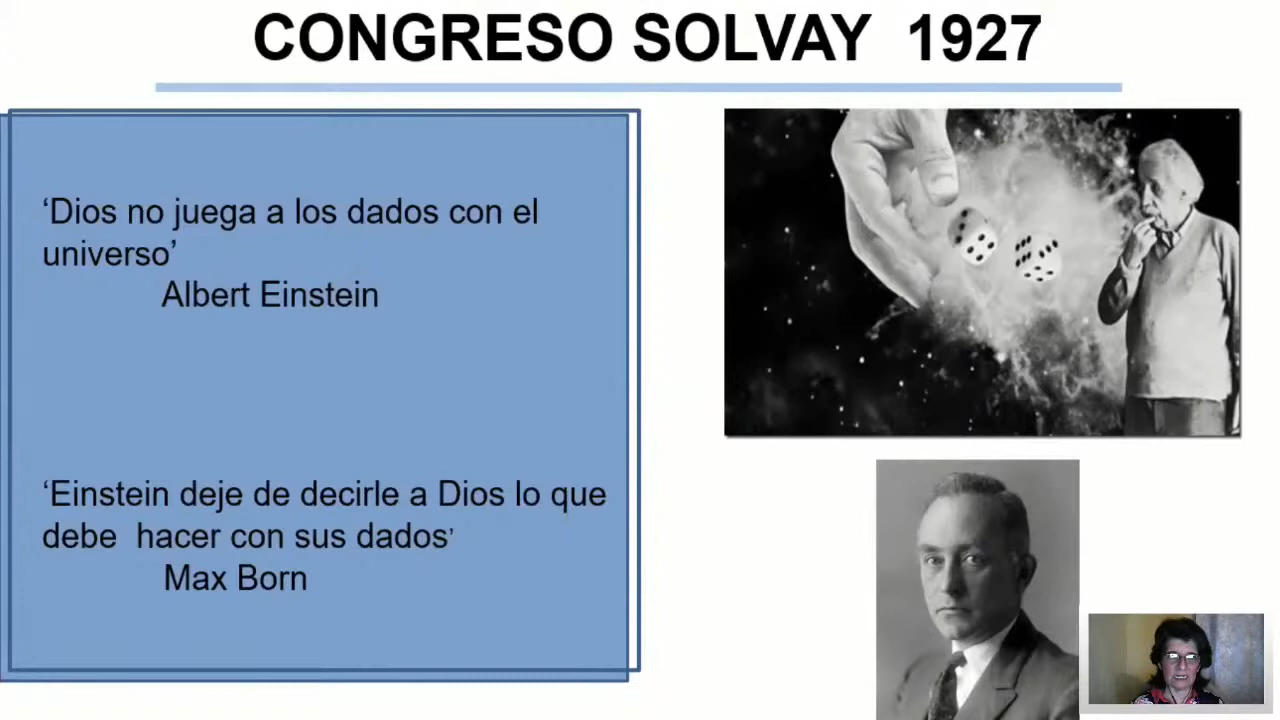 CONGRESO SOLVAY 1927
‘Dios no juega a los dados con el
universo’
Albert Einstein
‘Einstein deje de decirle a Dios lo que
debe hacer con sus dados’
Max Born